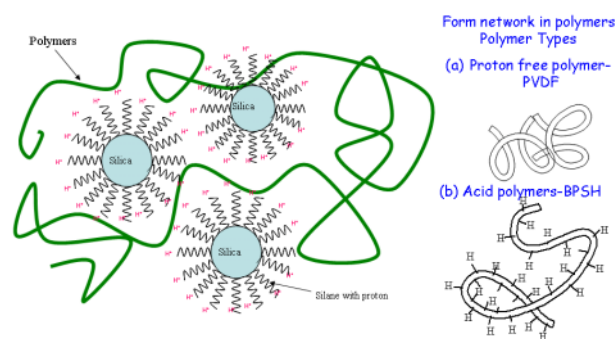 Polymers
Silica
Silica
Silica
Silane with proton
Form network in polymers
Polymer Types
(a) Proton free polymer-
PVDF
(b) Acid polymers-BPSH
H H H H H H H H H H H H H H H H H H H